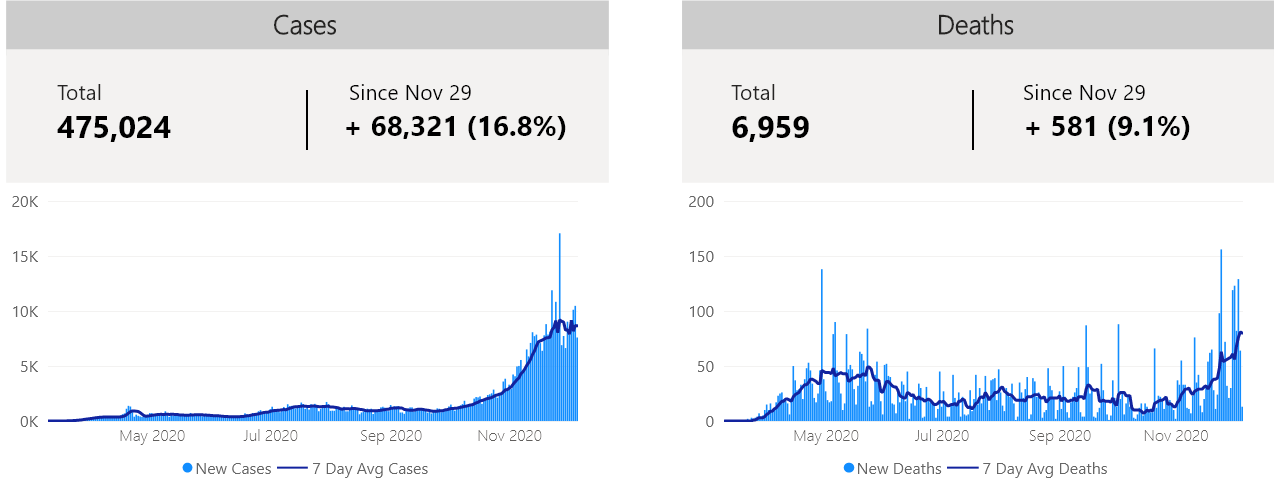 Cases
Total
475,024
Since Nov 29
+ 68,321 (16.8%)
20K
15K
10K
5K
0K
May 2020
Jul 2020
Sep 2020
Nov 2020
New Cases
7 Day Avg Cases
Deaths
Total
6,959
Since Nov 29
+ 581 (9.1%)
200
150
100
50
0
May 2020
Jul 2020
Sep 2020
Nov 2020
New Deaths
7 Day Avg Deaths